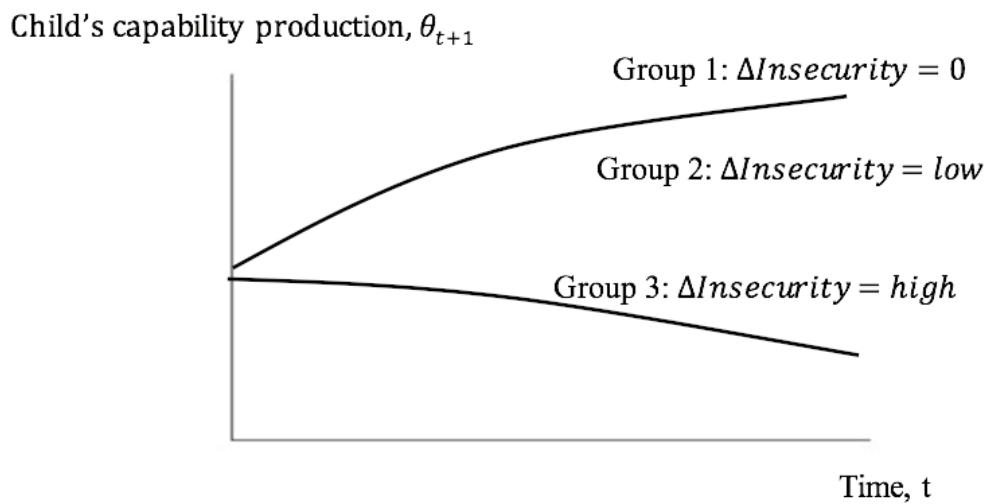 Child’s capability production, θₜ₊₁
Group 1: ΔInsecurity = 0
Group 2: ΔInsecurity = low
Group 3: ΔInsecurity = high
Time, t